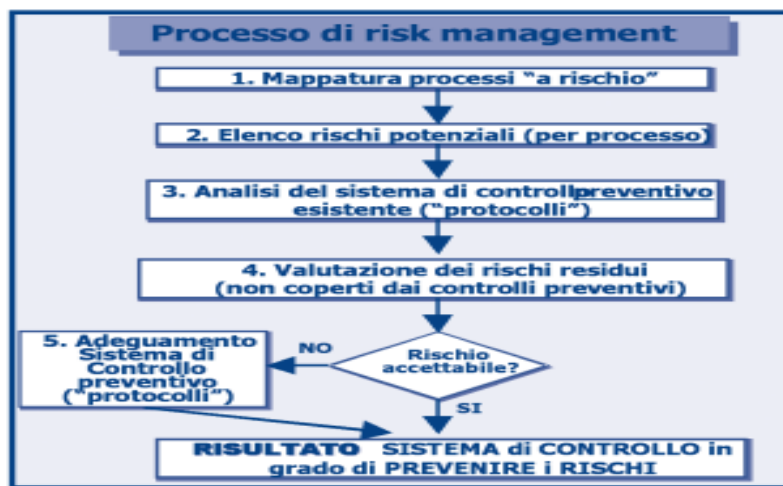 Processo di risk management
1. Mappatura processi "a rischio"
2. Elenco rischi potenziali (per processo)
3. Analisi del sistema di controllo preventivo
esistente ("protocolli")
4. Valutazione dei rischi residui
(non coperti dai controlli preventivi)
5. Adeguamento
Sistema di
Controllo
preventivo
("protocolli")
NO
Rischio
accettabile?
SI
RISULTATO SISTEMA di CONTROLLO in
grado di PREVENIRE i RISCHI